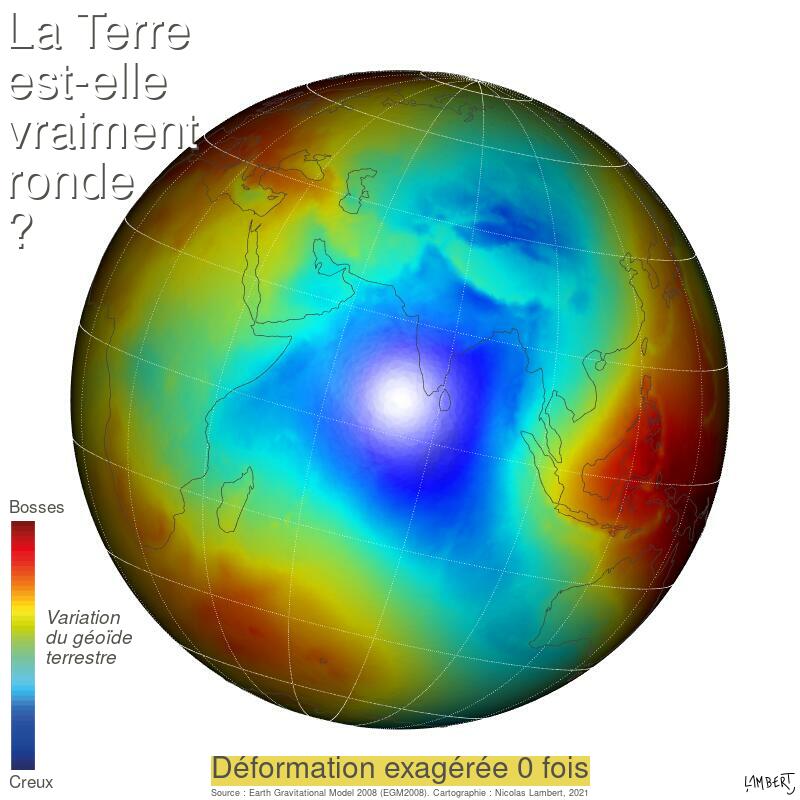 La Terre
est-elle
vraiment
ronde
?
Bosses
Variation
du géoïde
terrestre
Creux
Déformation exagérée 0 fois
Source : Earth Gravitational Model 2008 (EGM2008). Cartographie : Nicolas Lambert, 2021
LAMBERT